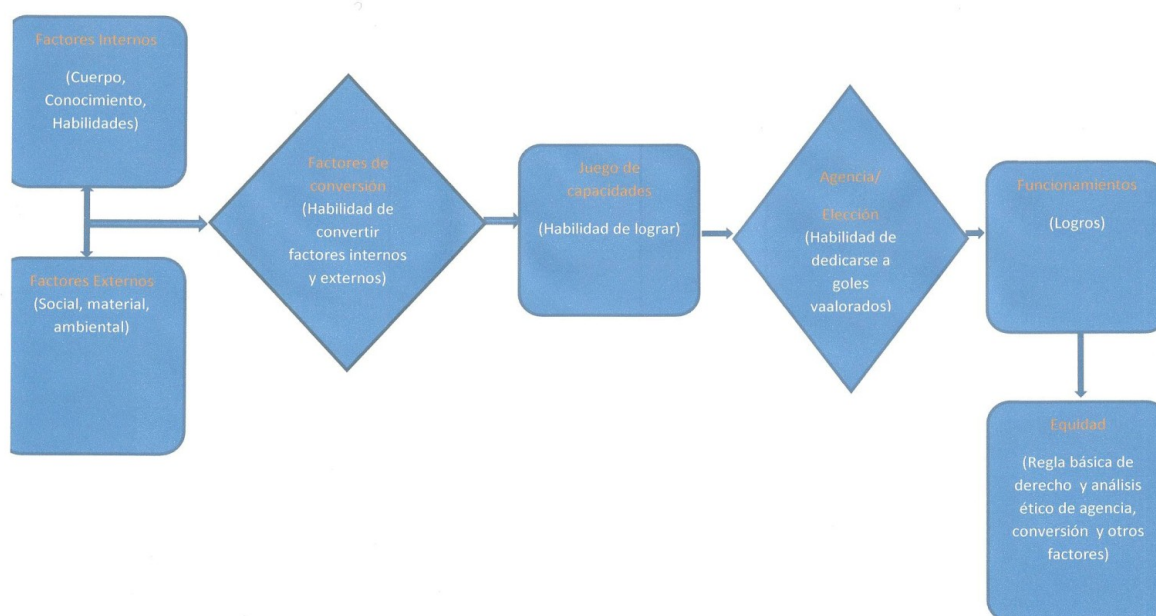 Factores Internos
(Cuerpo,
Conocimiento,
Habilidades)
Factores Externos
(Social, material,
ambiental)
Factores de
conversión
(Habilidad de
convertir
factores internos
y externos)
Juego de
capacidades
(Habilidad de lograr)
Agencia/
Elección
(Habilidad de
dedicarse a
goles
vaalorados)
Funcionamientos
(Logros)
Equidad
(Regla básica de
derecho y análisis
ético de agencia,
conversión y otros
factores)